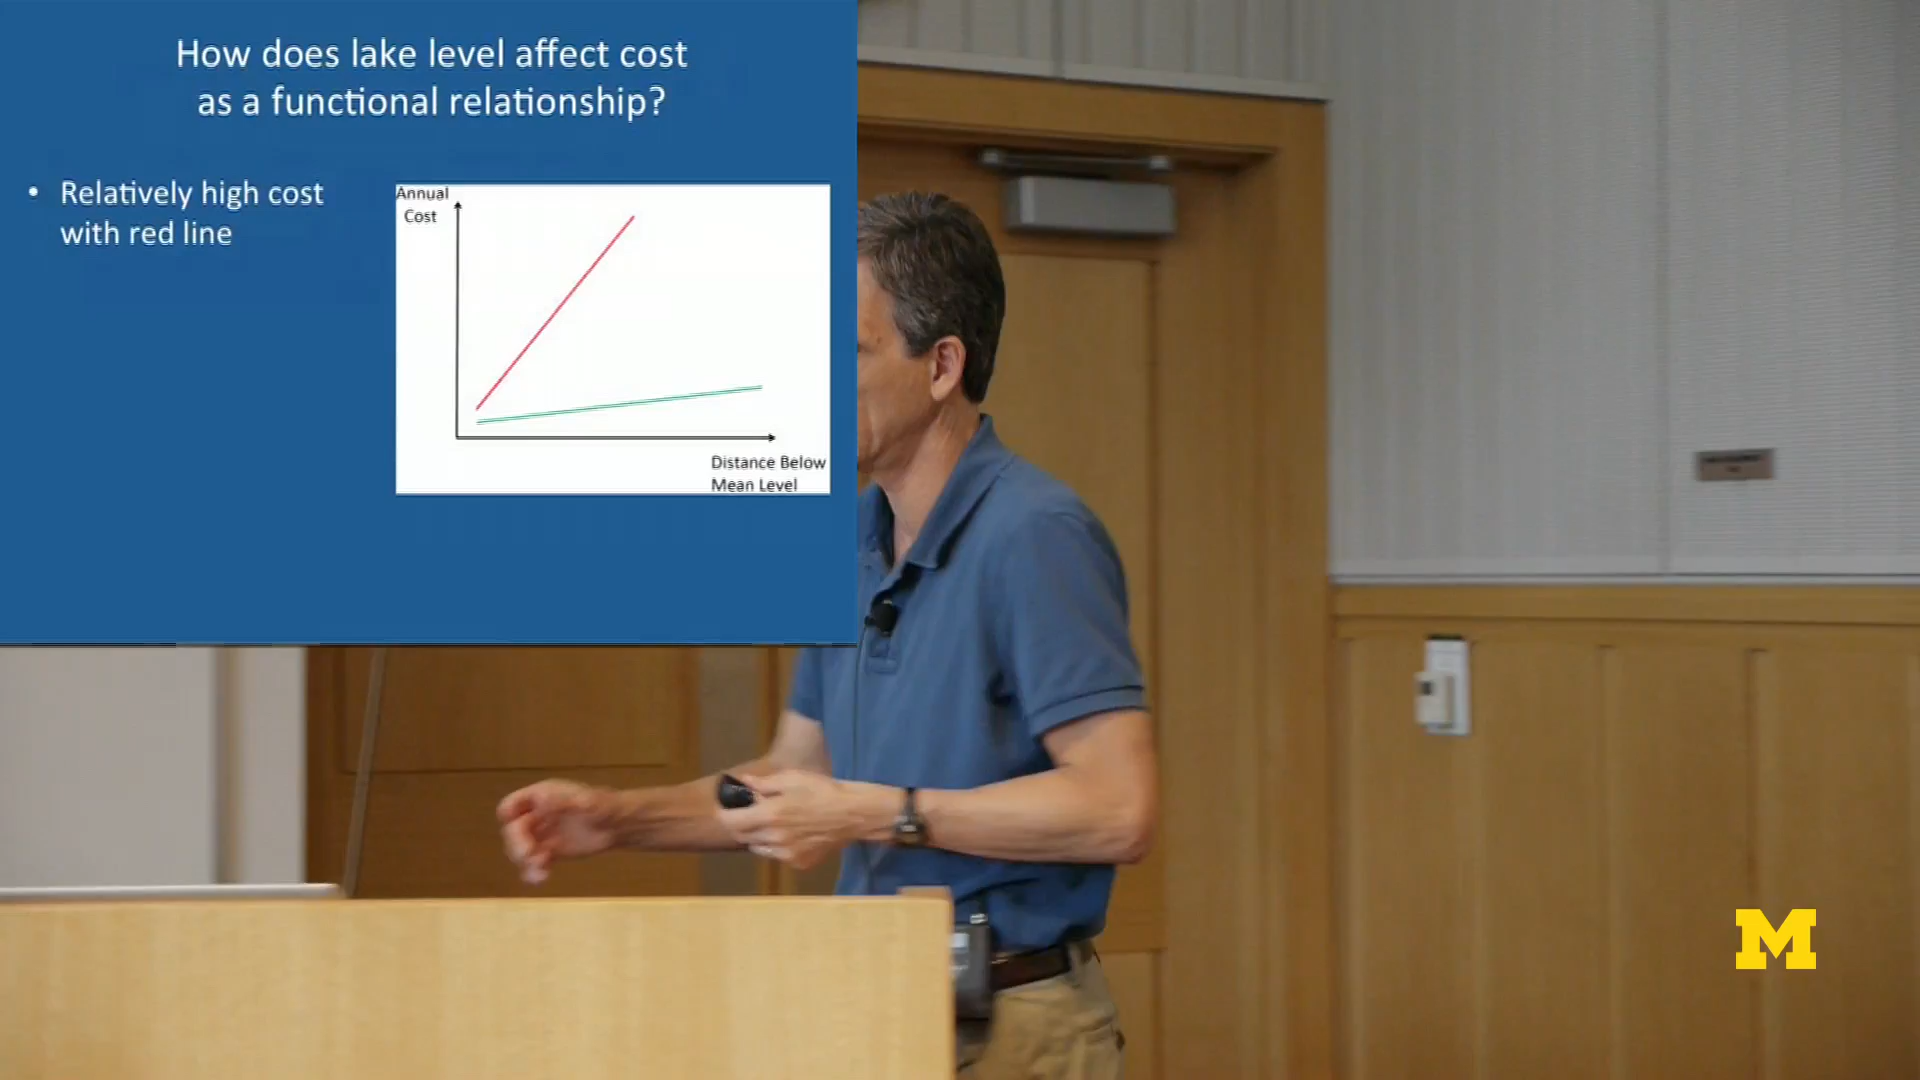 How does lake level affect cost
as a functional relationship?
• Relatively high cost
with red line
Annual
Cost
Distance Below
Mean Level
M